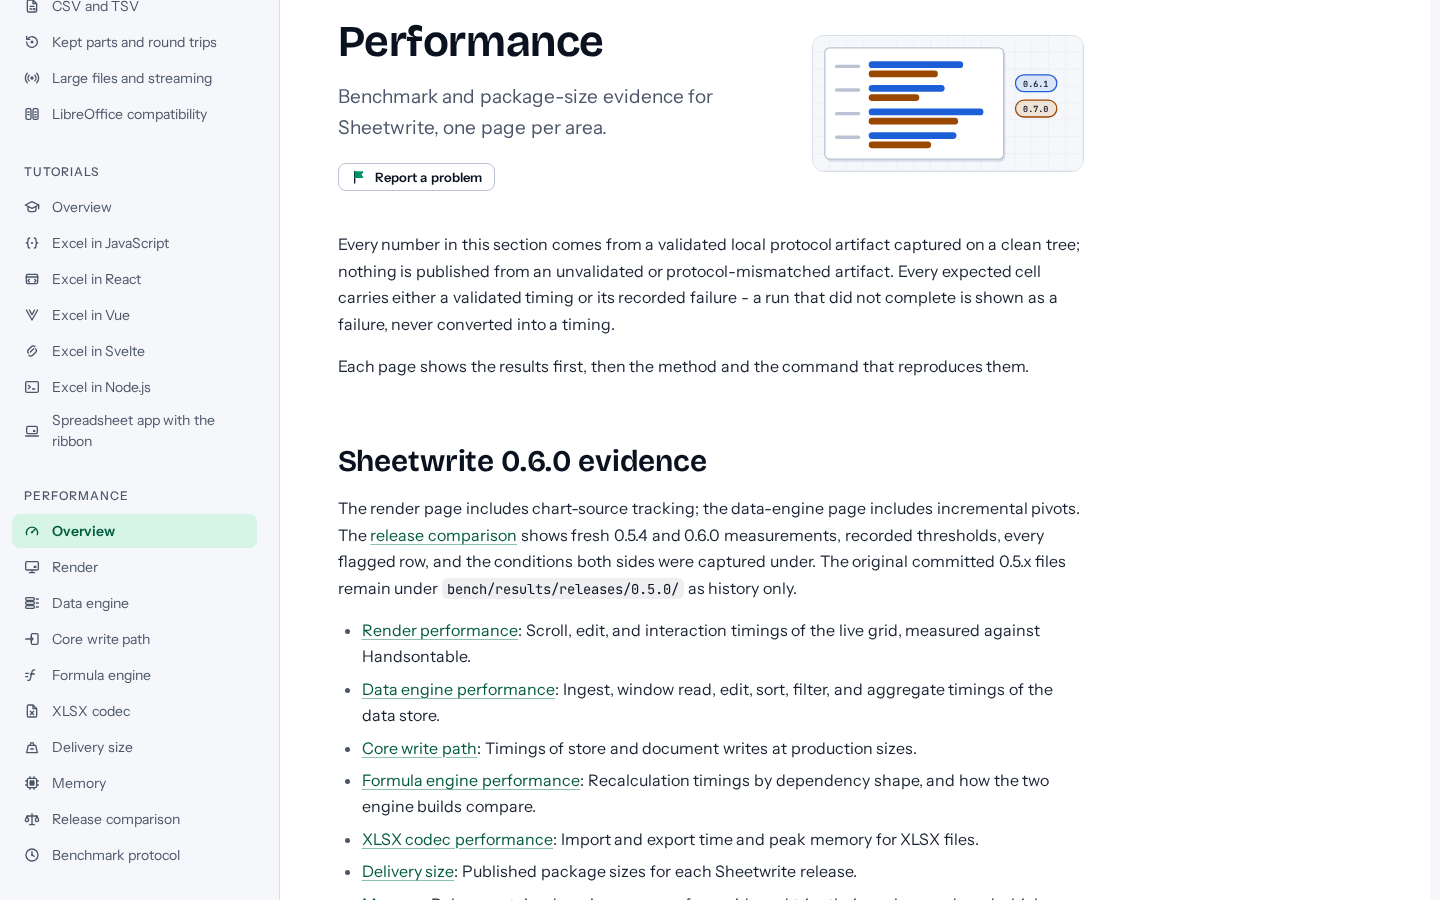 CSV and TSV
Kept parts and round trips
Large files and streaming
LibreOffice compatibility
TUTORIALS
Overview
Excel in JavaScript
Excel in React
Excel in Vue
Excel in Svelte
Excel in Node.js
Spreadsheet app with the
ribbon
PERFORMANCE
Overview
Render
Data engine
Core write path
Formula engine
XLSX codec
Delivery size
Memory
Release comparison
Benchmark protocol
Performance
Benchmark and package-size evidence for
Sheetwrite, one page per area.
Report a problem
0.6.1
0.7.0
Every number in this section comes from a validated local protocol artifact captured on a clean tree;
nothing is published from an unvalidated or protocol-mismatched artifact. Every expected cell
carries either a validated timing or its recorded failure - a run that did not complete is shown as a
failure, never converted into a timing.
Each page shows the results first, then the method and the command that reproduces them.
Sheetwrite 0.6.0 evidence
The render page includes chart-source tracking; the data-engine page includes incremental pivots.
The release comparison shows fresh 0.5.4 and 0.6.0 measurements, recorded thresholds, every
flagged row, and the conditions both sides were captured under. The original committed 0.5.x files
remain under bench/results/releases/0.5.0/ as history only.
Render performance: Scroll, edit, and interaction timings of the live grid, measured against
Handsontable.
Data engine performance: Ingest, window read, edit, sort, filter, and aggregate timings of the
data store.
Core write path: Timings of store and document writes at production sizes.
Formula engine performance: Recalculation timings by dependency shape, and how the two
engine builds compare.
XLSX codec performance: Import and export time and peak memory for XLSX files.
Delivery size: Published package sizes for each Sheetwrite release.